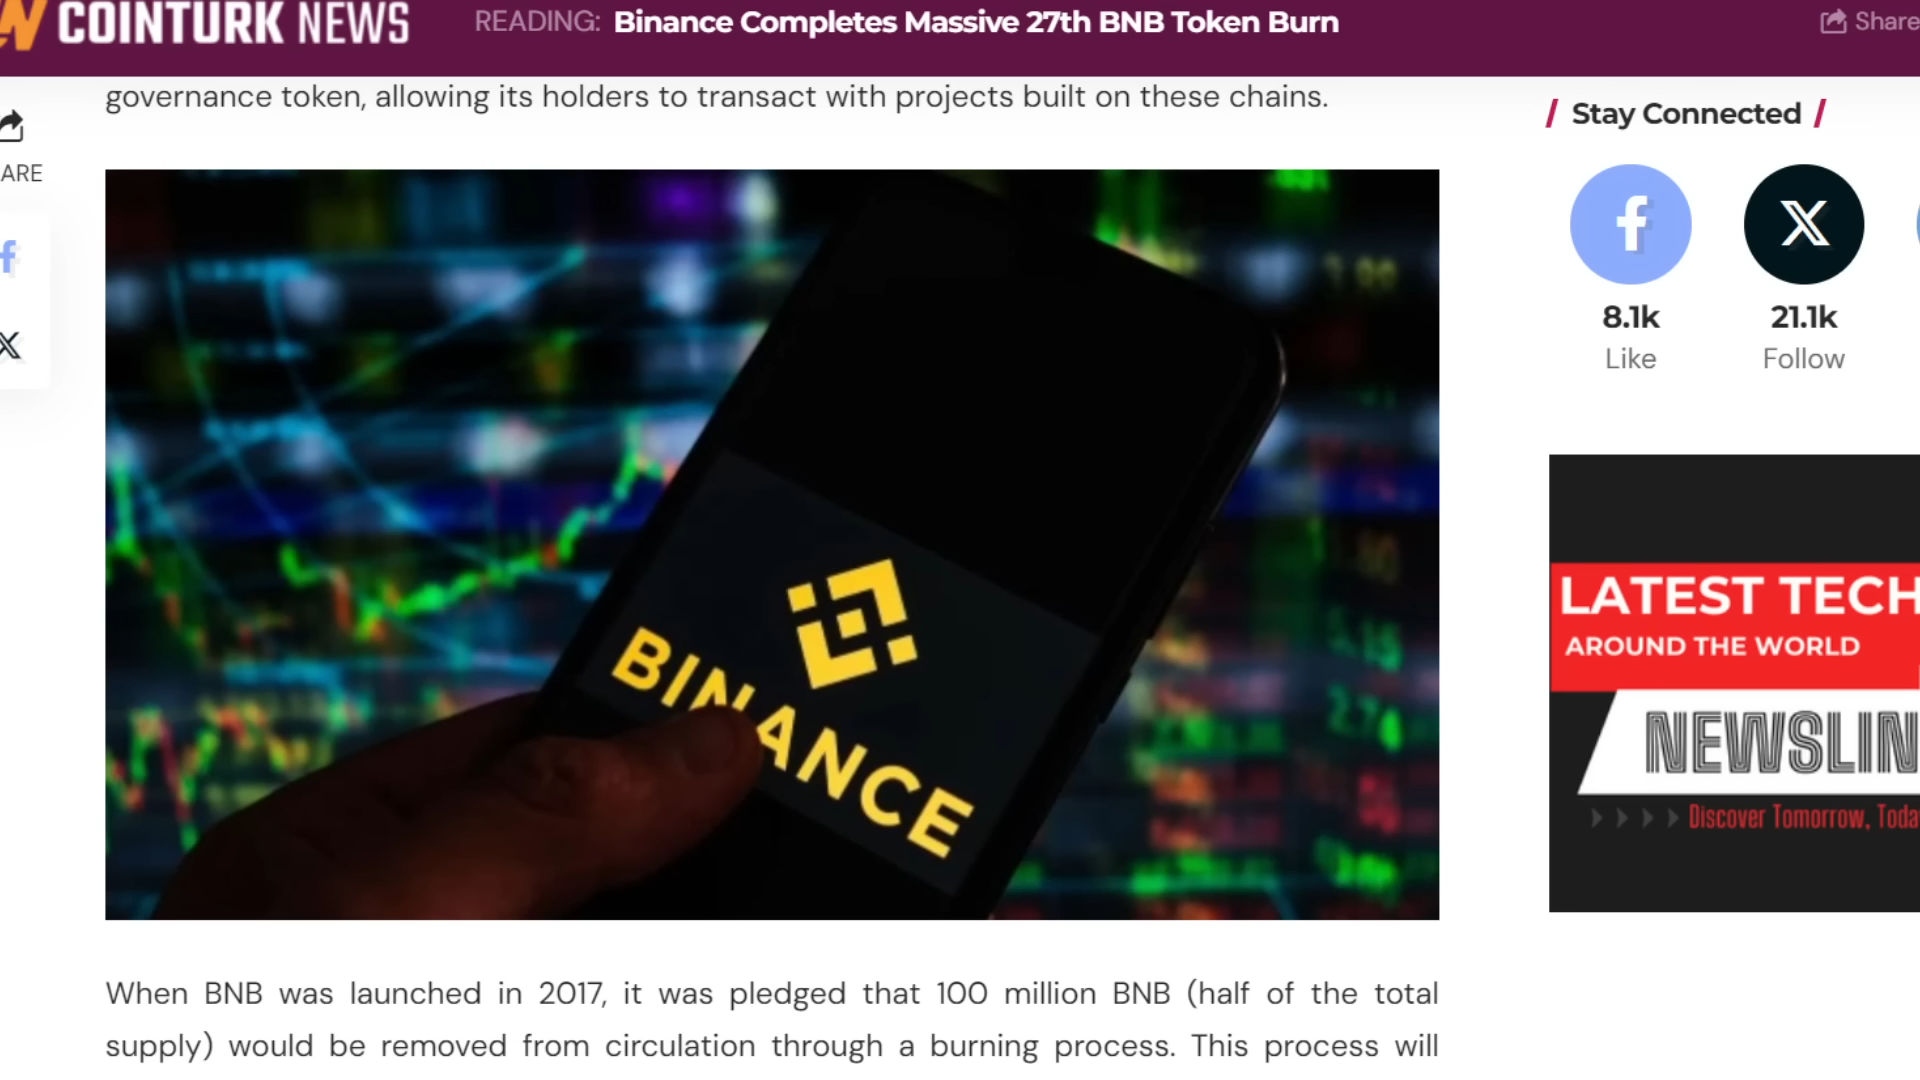 COINTURK NEWS
READING: Binance Completes Massive 27th BNB Token Burn
Share
governance token, allowing its holders to transact with projects built on these chains.
ARE
BINANCE
Stay Connected
8.1k
Like
21.1k
Follow
LATEST TECH
AROUND THE WORLD
NEWSLIN
Discover Tomorrow, Toda
When BNB was launched in 2017, it was pledged that 100 million BNB (half of the total
supply) would be removed from circulation through a burning process. This process will